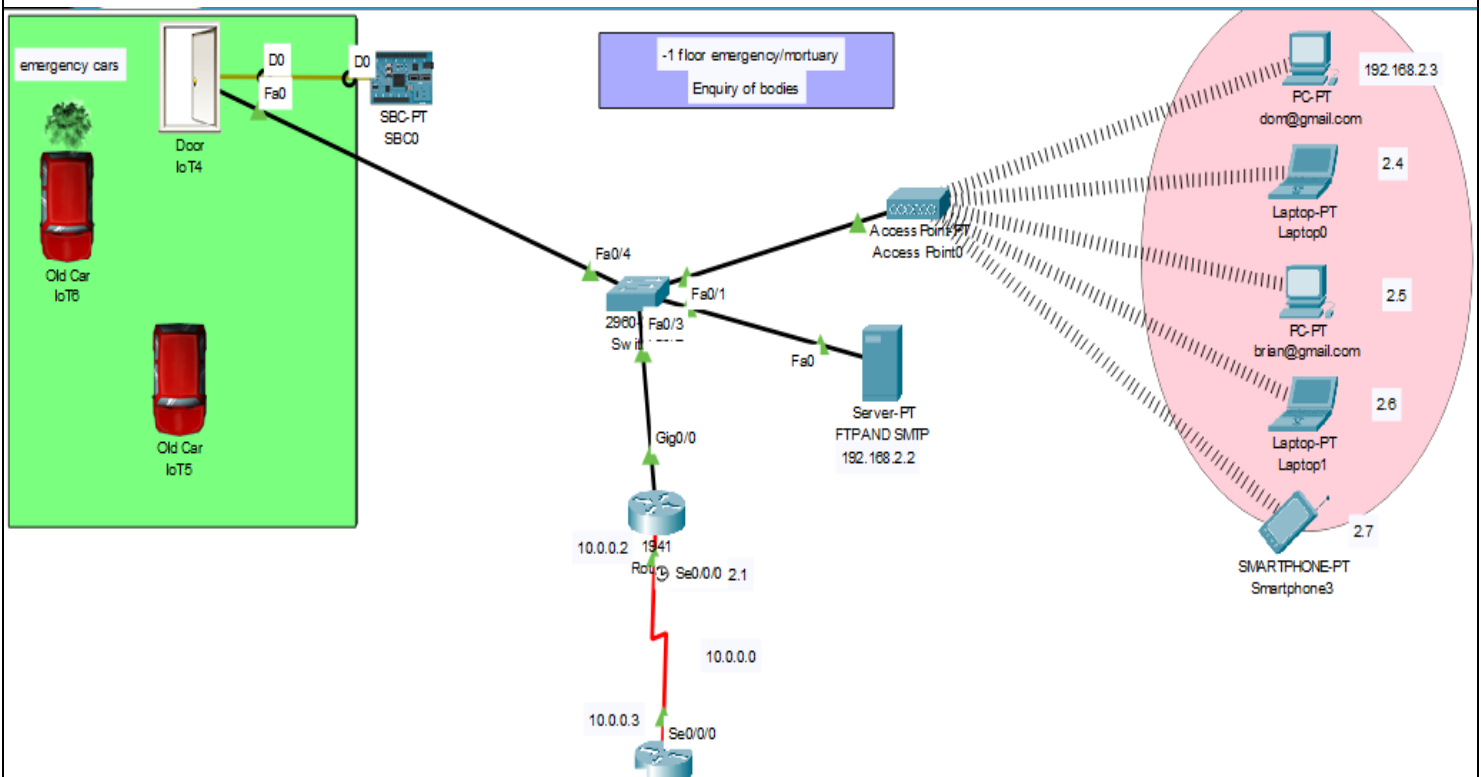 emergency cars
D0
D0
Fa0
SBC-PT
SBC0
Door
IoT4
Old Car
IoT6
Old Car
IoT5
-1 floor emergency/mortuary
Enquiry of bodies
Fa0/4
Fa0/1
2960-
Fa0/3
Swit
Access Point-PT
Access Point0
Fa0
Server-PT
FTPAND SMTP
192.168.2.2
Gig0/0
10.0.0.2
1941
Rou
Se0/0/0
2.1
10.0.0.0
10.0.0.3
Se0/0/0
192.168.2.3
PC-PT
dom@gmail.com
2.4
Laptop-PT
Laptop0
2.5
PC-PT
brian@gmail.com
2.6
Laptop-PT
Laptop1
2.7
SMARTPHONE-PT
Smartphone3